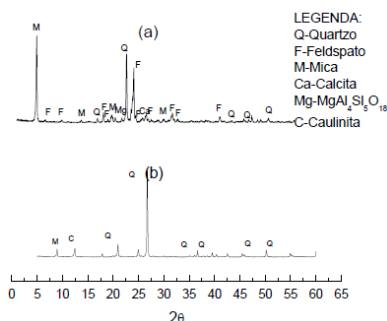 LEGENDA:
Q-Quartzo
F-Feldspato
M-Mica
Ca-Calcita
Mg-MgAl4Si5O18
C-Caulinita
(a)
M
F F M Q F F M M Mg Q F F Ca F M F F F Q Q Q
(b)
Q
M C Q Q Q Q Q
0 5 10 15 20 25 30 35 40 45 50 55 60 65
2θ